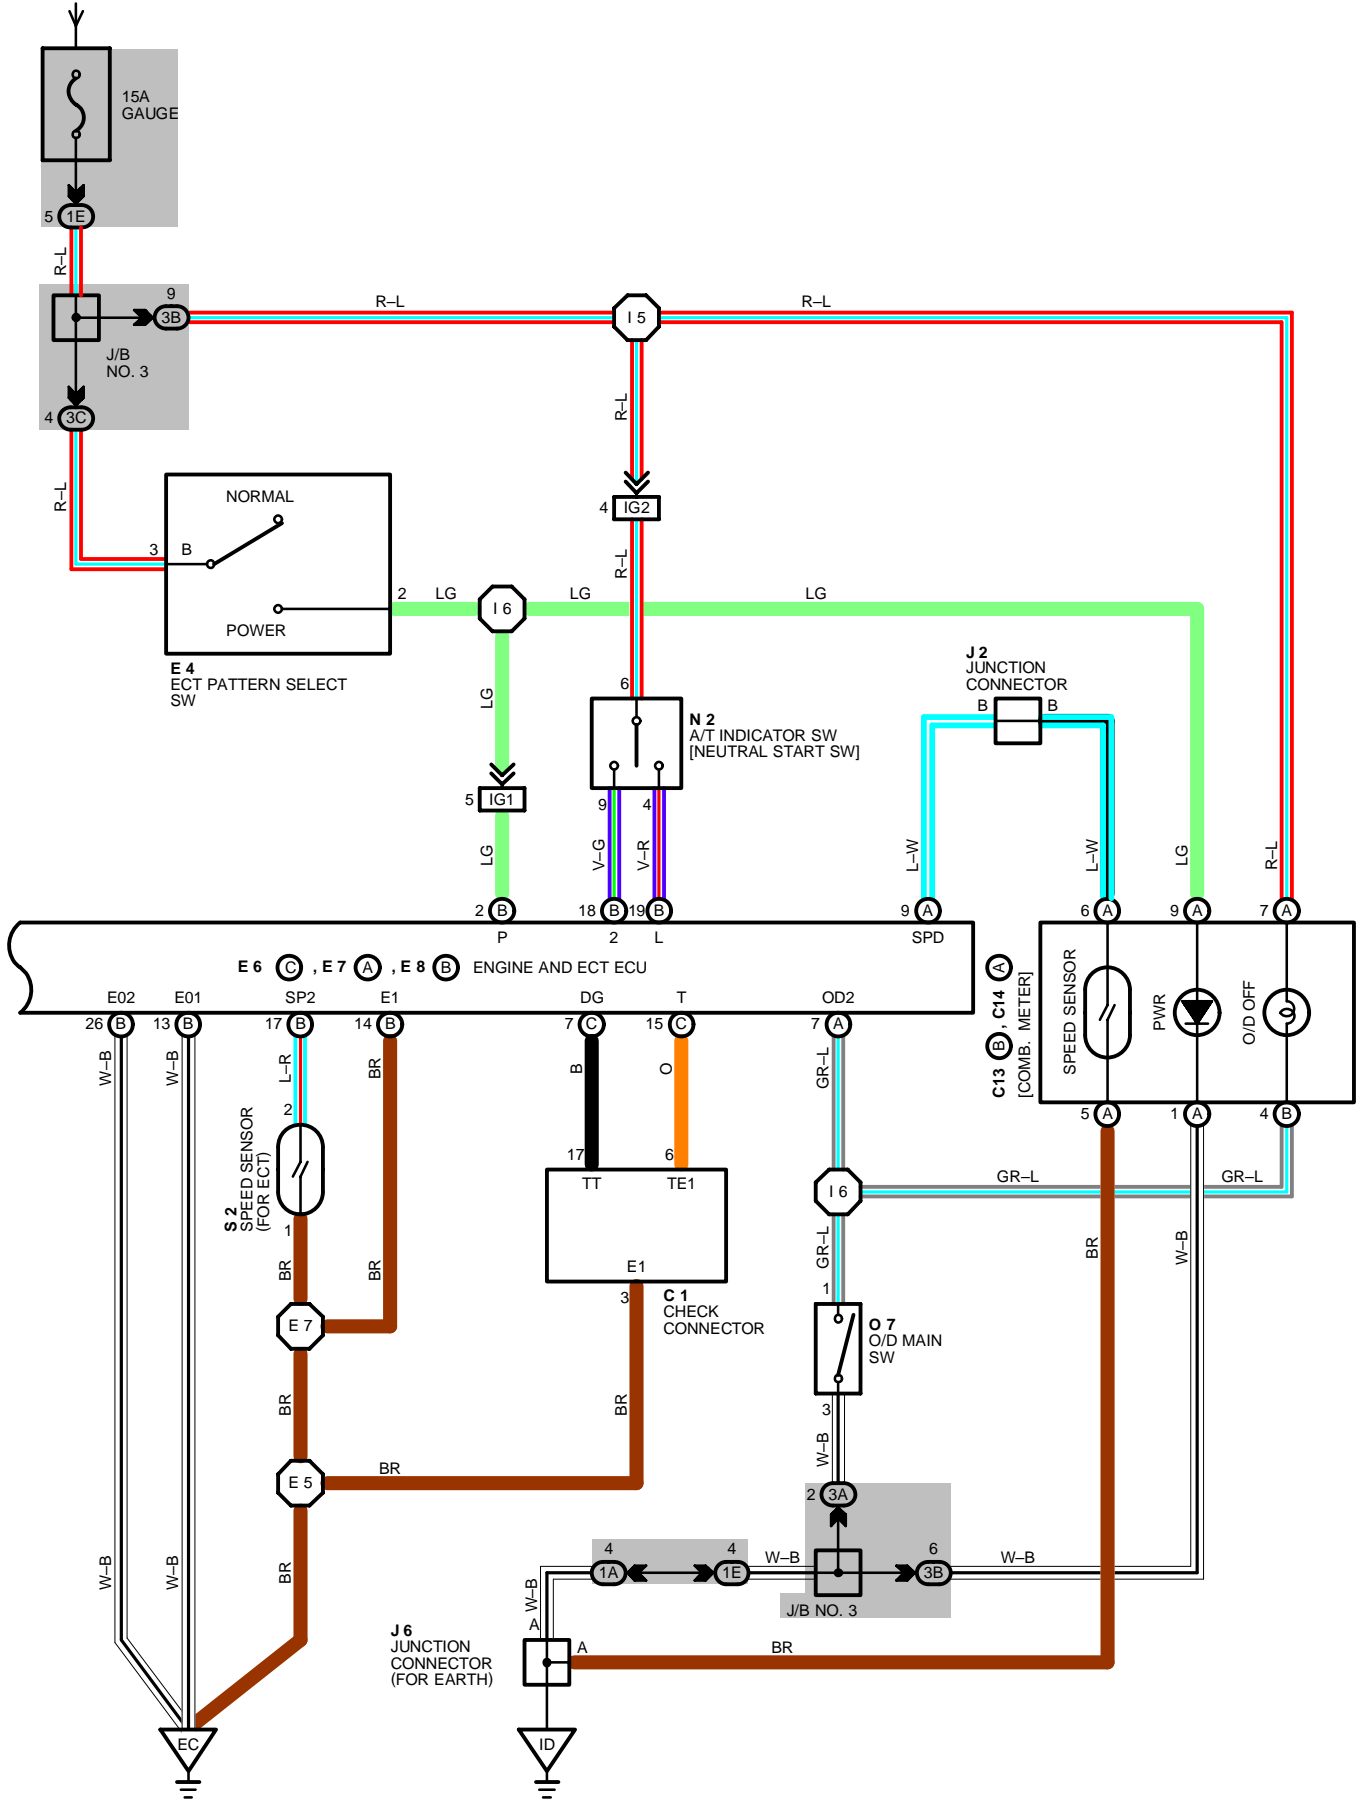 15A
GAUGE
5 1E
R–L
9
3B
R–L
I 5
R–L
J/B
NO. 3
4 3C
R–L
R–L
4 IG2
R–L
NORMAL
3 B
POWER
2 LG
I 6
LG
LG
E 4
ECT PATTERN SELECT
SW
LG
6
N 2
A/T INDICATOR SW
[NEUTRAL START SW]
J 2
JUNCTION
CONNECTOR
B B
5 IG1
9 4
LG
V–G
V–R
L–W
L–W
LG
R–L
2 B
18 B
19 B
9 A
6 A
9 A
7 A
P
2
L
SPD
E 6 C , E 7 A , E 8 B ENGINE AND ECT ECU
C13 B , C14 A
[COMB. METER]
SPEED SENSOR
PWR
O/D OFF
E02
E01
SP2
E1
DG
T
OD2
26 B
13 B
17 B
14 B
7 C
15 C
7 A
5 A
1 A
4 B
W–B
W–B
L–R
BR
B
O
GR–L
2
S 2
SPEED SENSOR
(FOR ECT)
1
17
6
TT
TE1
E1
3
C 1
CHECK
CONNECTOR
I 6
GR–L
GR–L
GR–L
BR
W–B
BR
BR
E 7
1
O 7
O/D MAIN
SW
3
BR
BR
W–B
E 5
BR
2 3A
W–B
W–B
BR
4
1A
4
1E
W–B
6
3B
W–B
J/B NO. 3
W–B
A
J 6
JUNCTION
CONNECTOR
(FOR EARTH)
A
BR
EC
ID